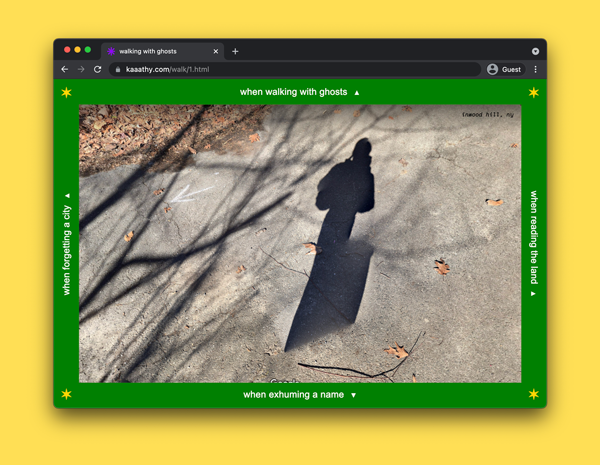 walking with ghosts
kaaathy.com/walk/1.html
Guest
when walking with ghosts ▲
inwood hill, ny
when forgetting a city ▲
when reading the land ▲
when exhuming a name ▼